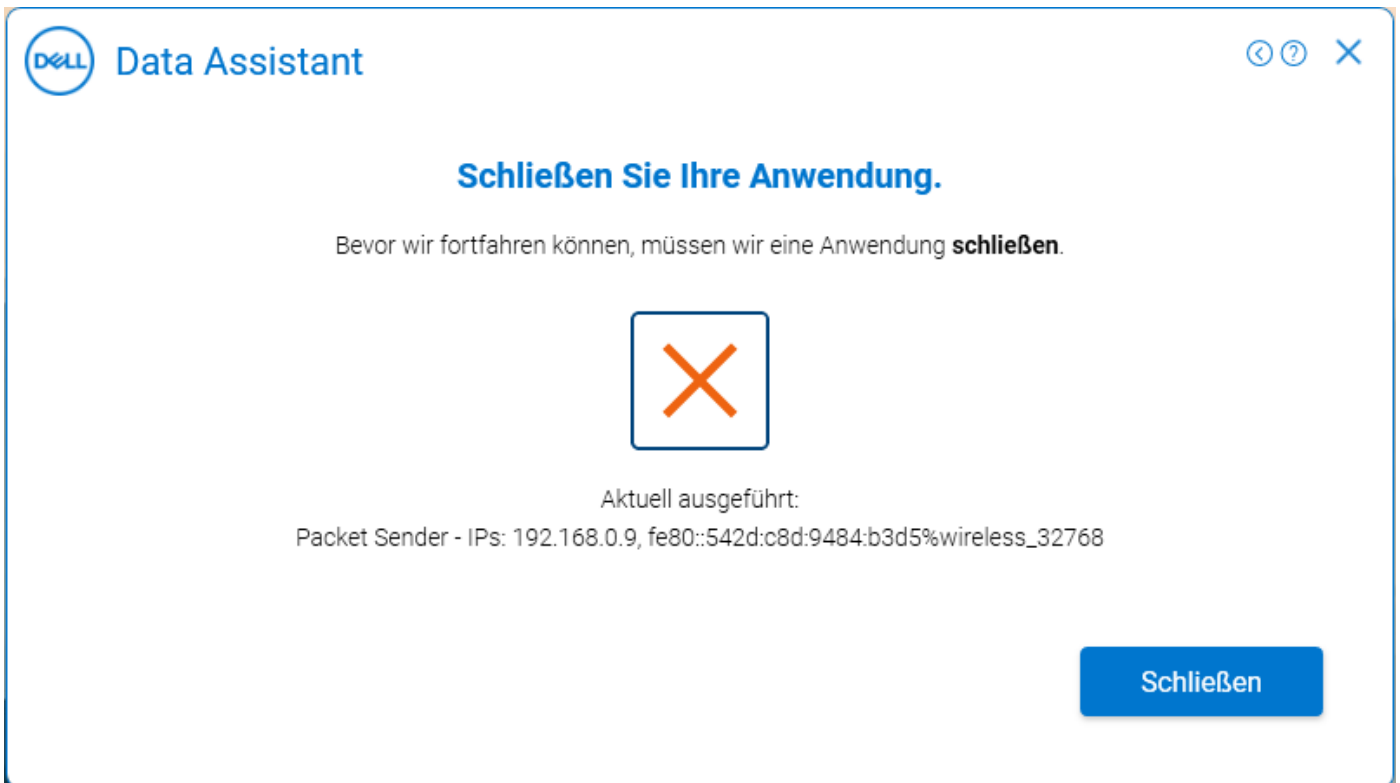 DELL
Data Assistant
Schließen Sie Ihre Anwendung.
Bevor wir fortfahren können, müssen wir eine Anwendung schließen.
Aktuell ausgeführt:
Packet Sender - IPs: 192.168.0.9, fe80::542d:c8d:9484:b3d5%wireless_32768
Schließen